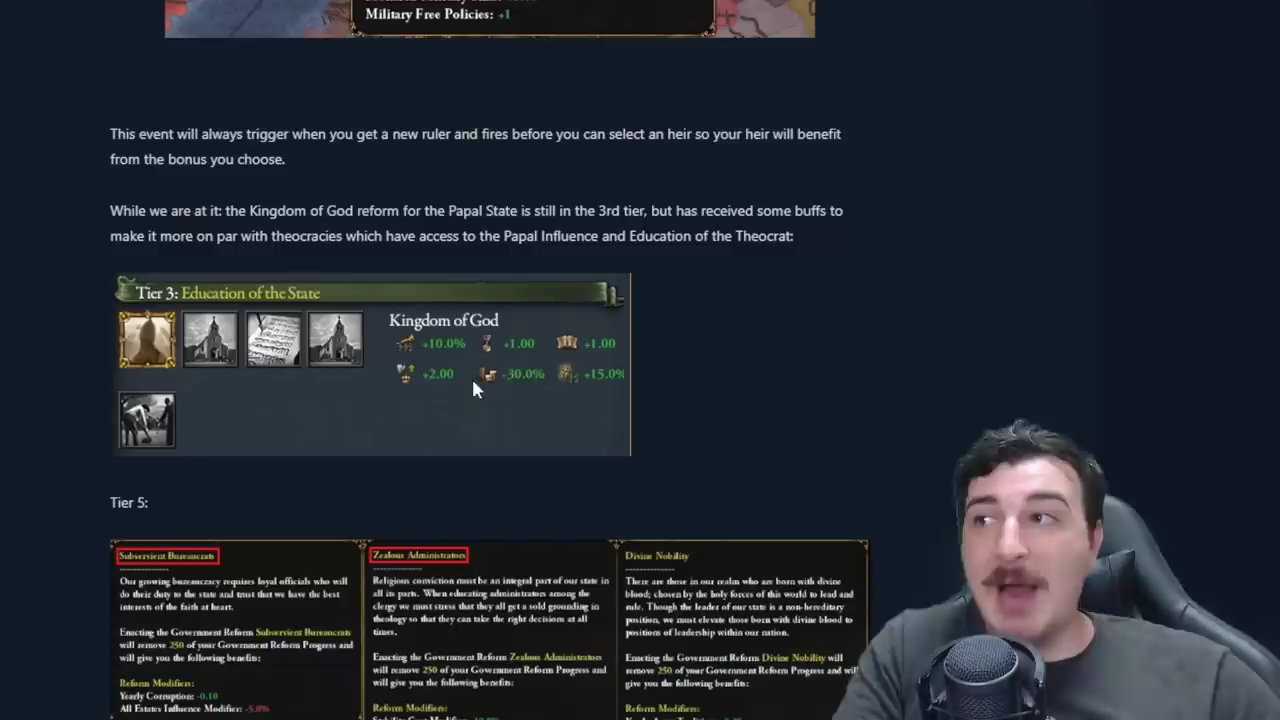 Military Free Policies: +1
This event will always trigger when you get a new ruler and fires before you can select an heir so your heir will benefit
from the bonus you choose.
While we are at it: the Kingdom of God reform for the Papal State is still in the 3rd tier, but has received some buffs to
make it more on par with theocracies which have access to the Papal Influence and Education of the Theocrat:
Tier 3: Education of the State
Kingdom of God
+10.0% +1.00 +1.00
+2.00 -30.0% +15.0%
Tier 5:
Subservient Bureaucrats
--------------
Our growing bureaucracy requires loyal officials who will
do their duty to the state and trust that we have the best
interests of the faith at heart.
Enacting the Government Reform Subservient Bureaucrats
will remove 250 of your Government Reform Progress and
will give you the following benefits:
Reform Modifiers:
Yearly Corruption: -0.10
All Estates Influence Modifier: -5.0%
Zealous Administrators
--------------
Religious conviction must be an integral part of our state in
all its parts. When educating administrators among the
clergy we must stress that they all get a solid grounding in
theology so that they can take the right decisions at all
times.
Enacting the Government Reform Zealous Administrators
will remove 250 of your Government Reform Progress and
will give you the following benefits:
Reform Modifiers:
Divine Nobility
--------------
There are those in our realm who are born with divine
blood; chosen by the holy forces of this world to lead and
rule. Though the leader of our state is a non-hereditary
position, we must elevate those born with divine blood to
positions of leadership within our nation.
Enacting the Government Reform Divine Nobility will
remove 250 of your Government Reform Progress and will
give you the following benefits:
Reform Modifiers: